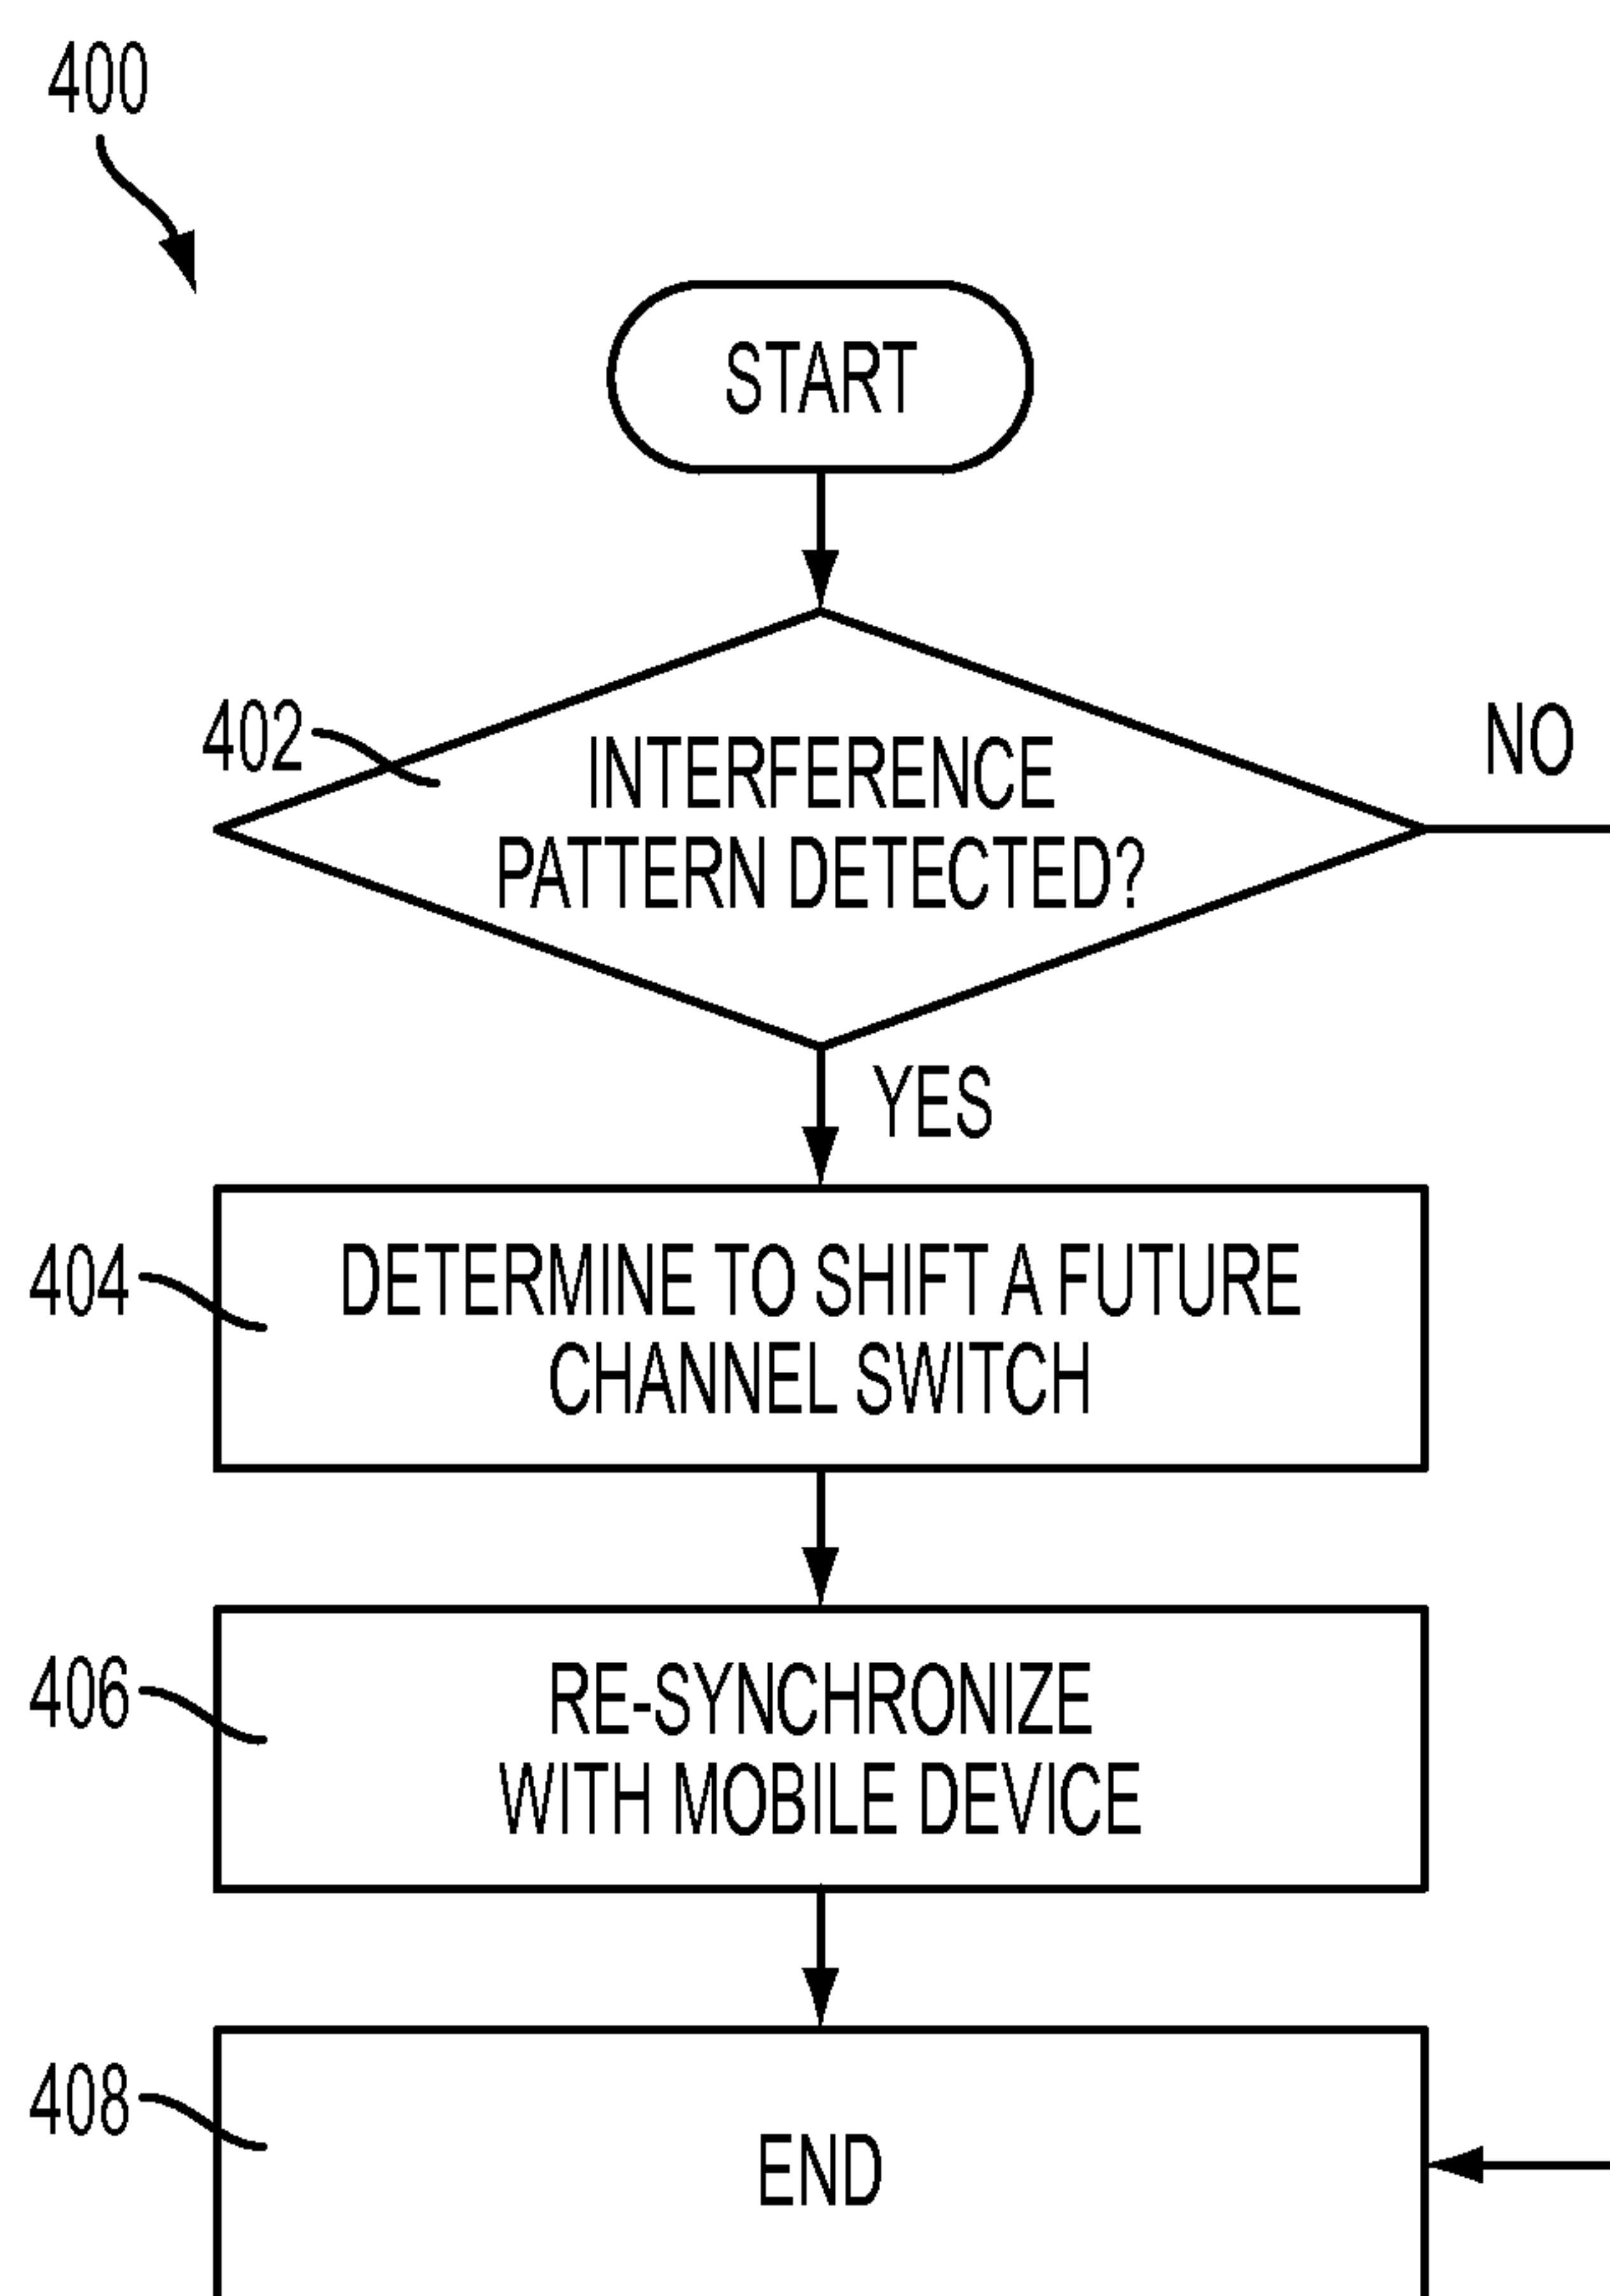 400
START
402
INTERFERENCE
PATTERN DETECTED?
NO
YES
404
DETERMINE TO SHIFT A FUTURE
CHANNEL SWITCH
406
RE-SYNCHRONIZE
WITH MOBILE DEVICE
408
END